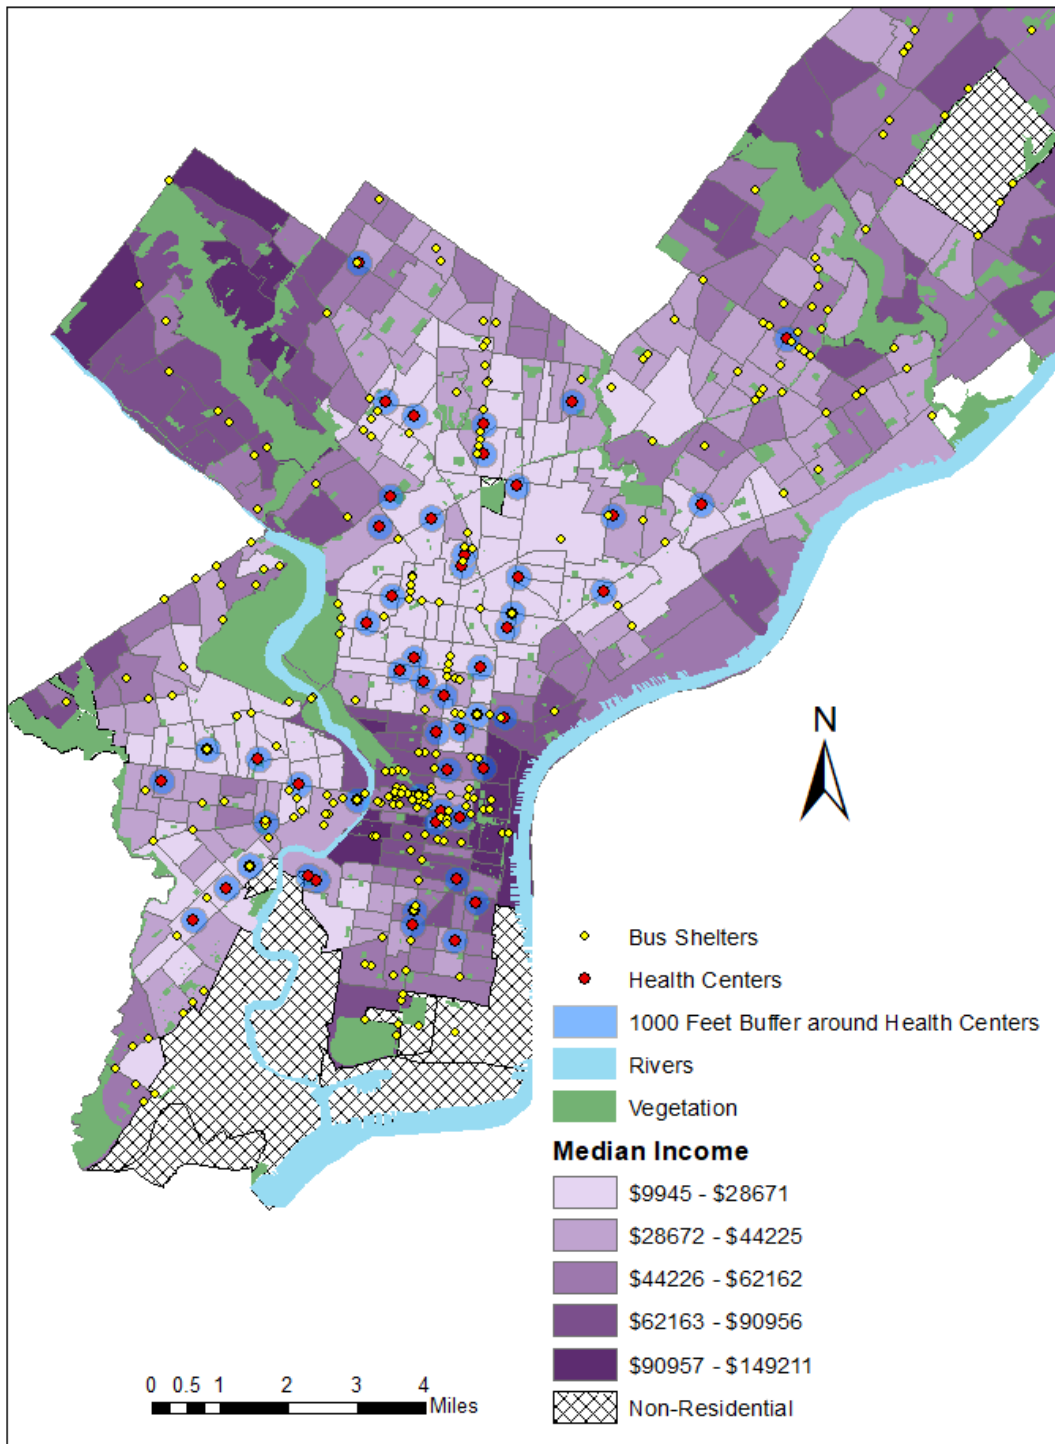 N
Bus Shelters
Health Centers
1000 Feet Buffer around Health Centers
Rivers
Vegetation
Median Income
$9945 - $28671
$28672 - $44225
$44226 - $62162
$62163 - $90956
$90957 - $149211
Non-Residential
0 0.5 1 2 3 4
Miles